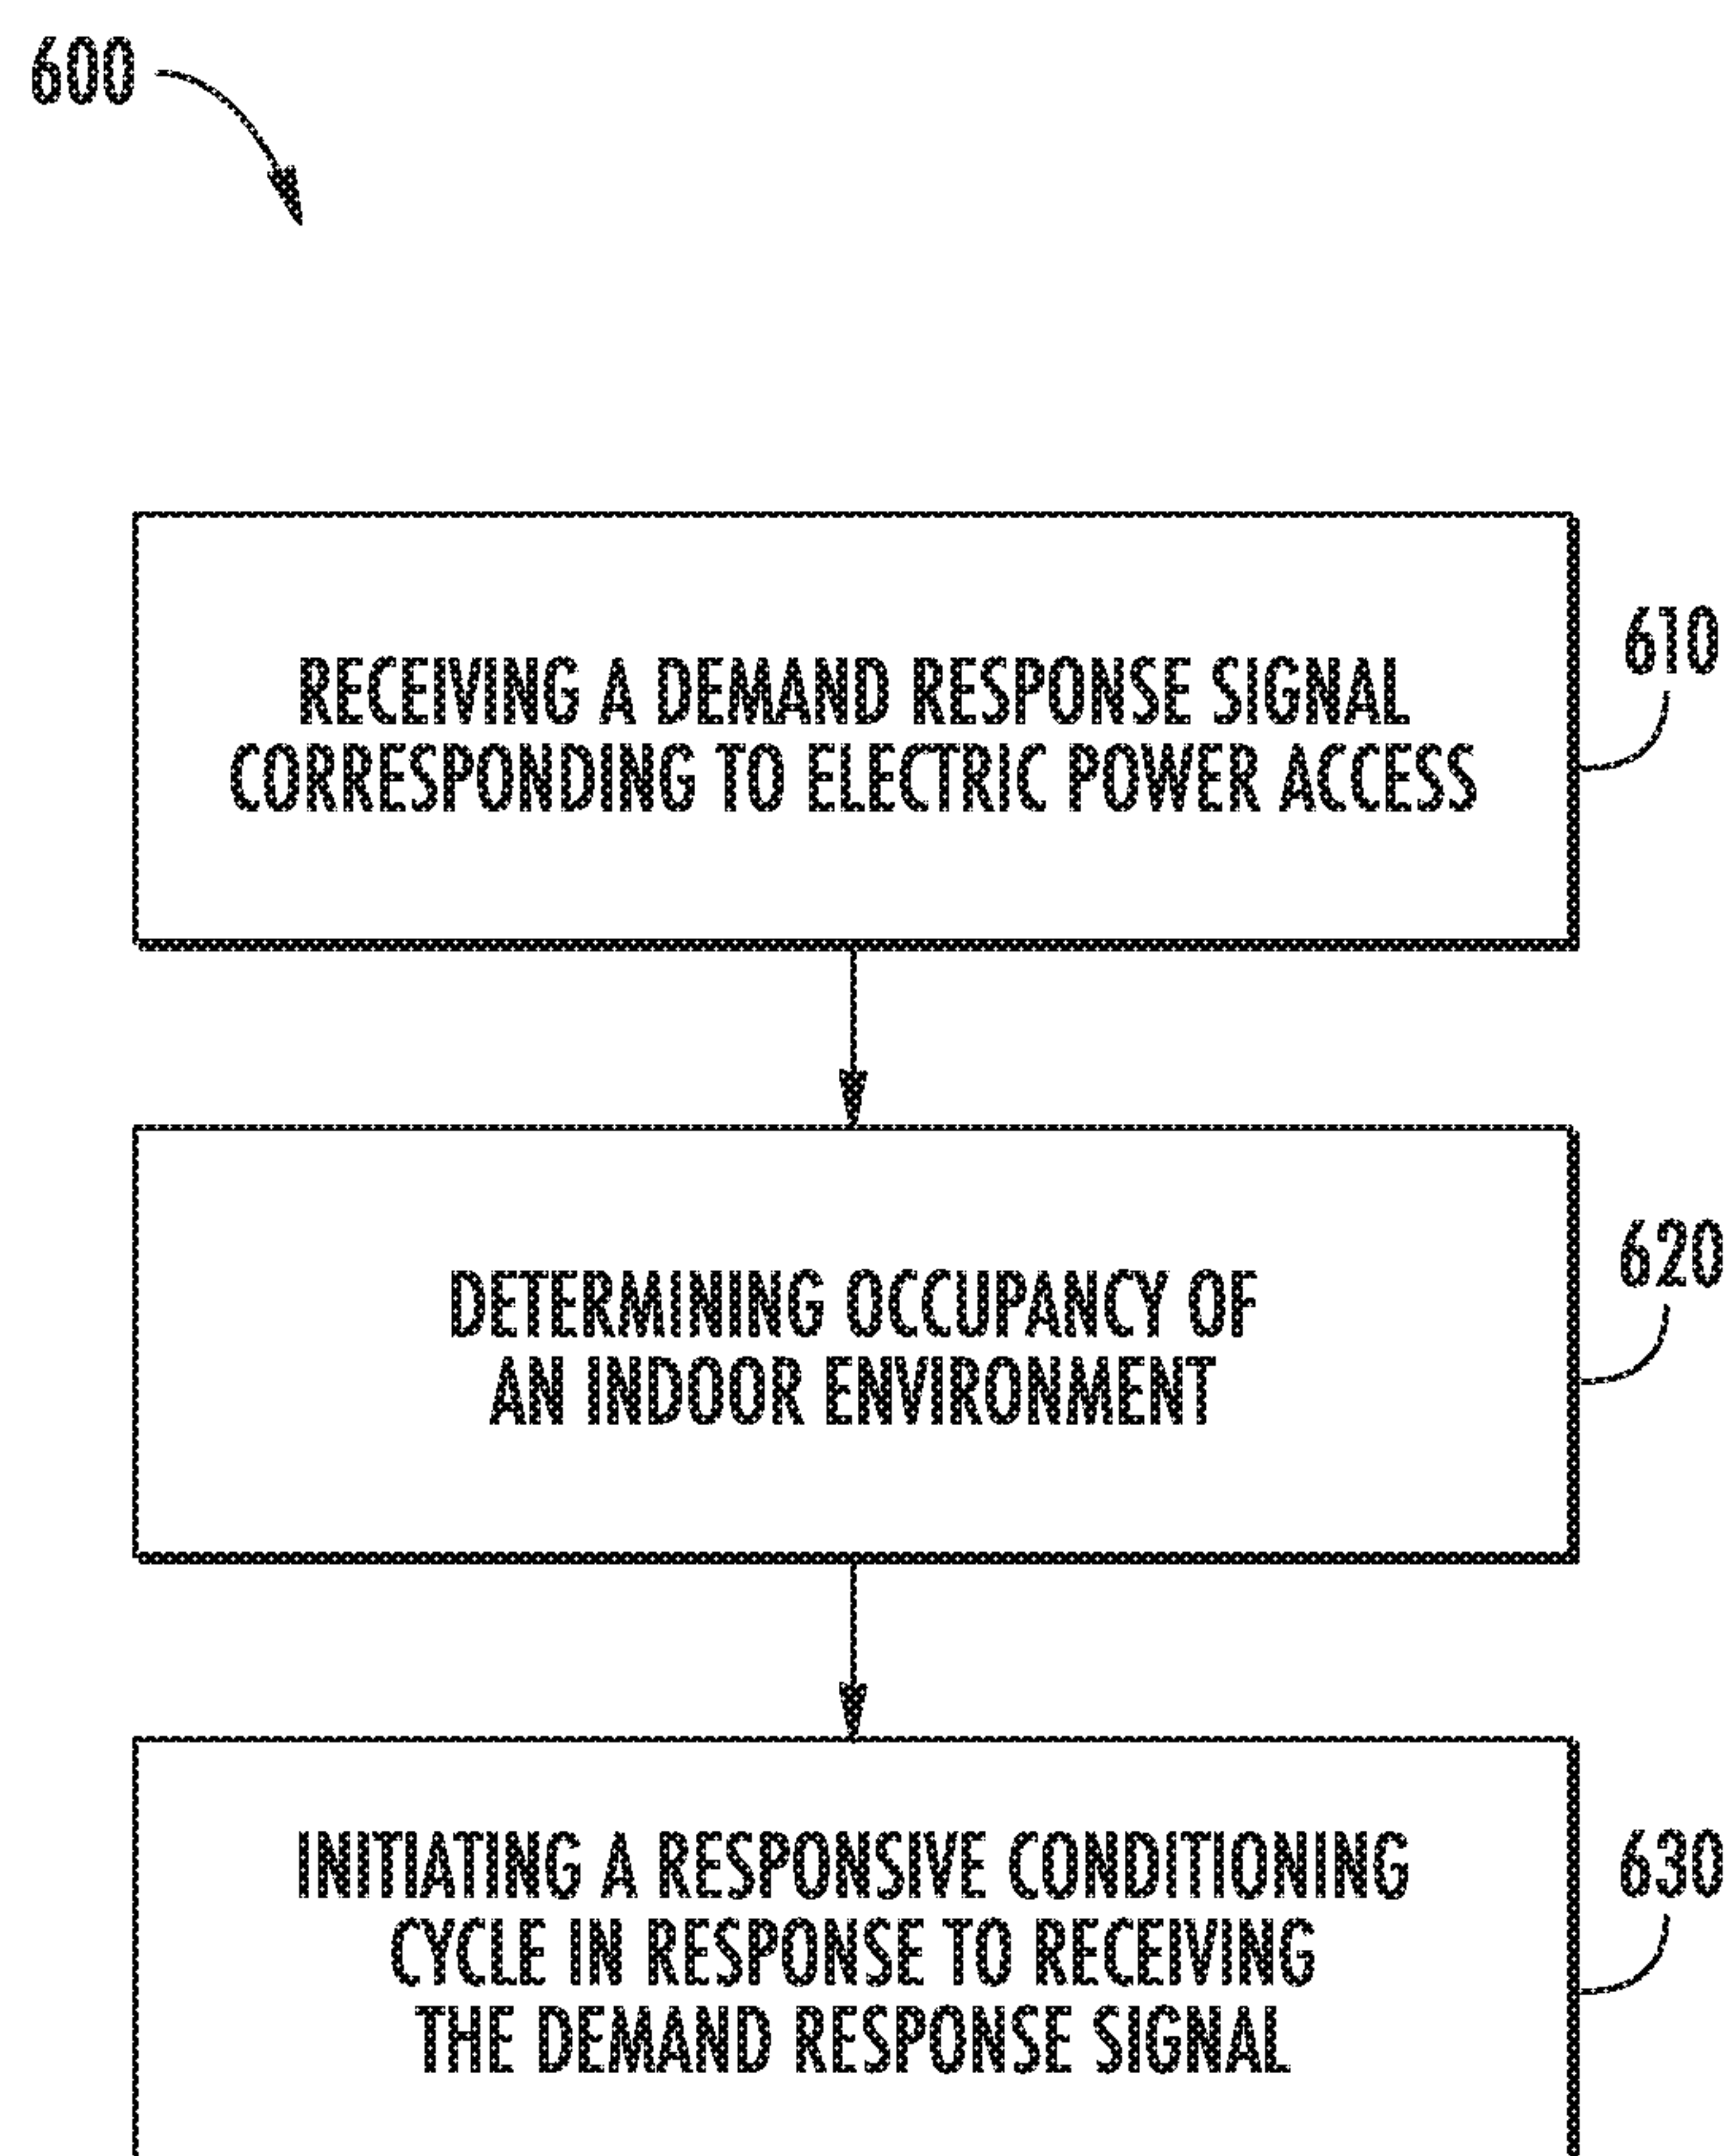 600
RECEIVING A DEMAND RESPONSE SIGNAL
CORRESPONDING TO ELECTRIC POWER ACCESS
610
DETERMINING OCCUPANCY OF
AN INDOOR ENVIRONMENT
620
INITIATING A RESPONSIVE CONDITIONING
CYCLE IN RESPONSE TO RECEIVING
THE DEMAND RESPONSE SIGNAL
630